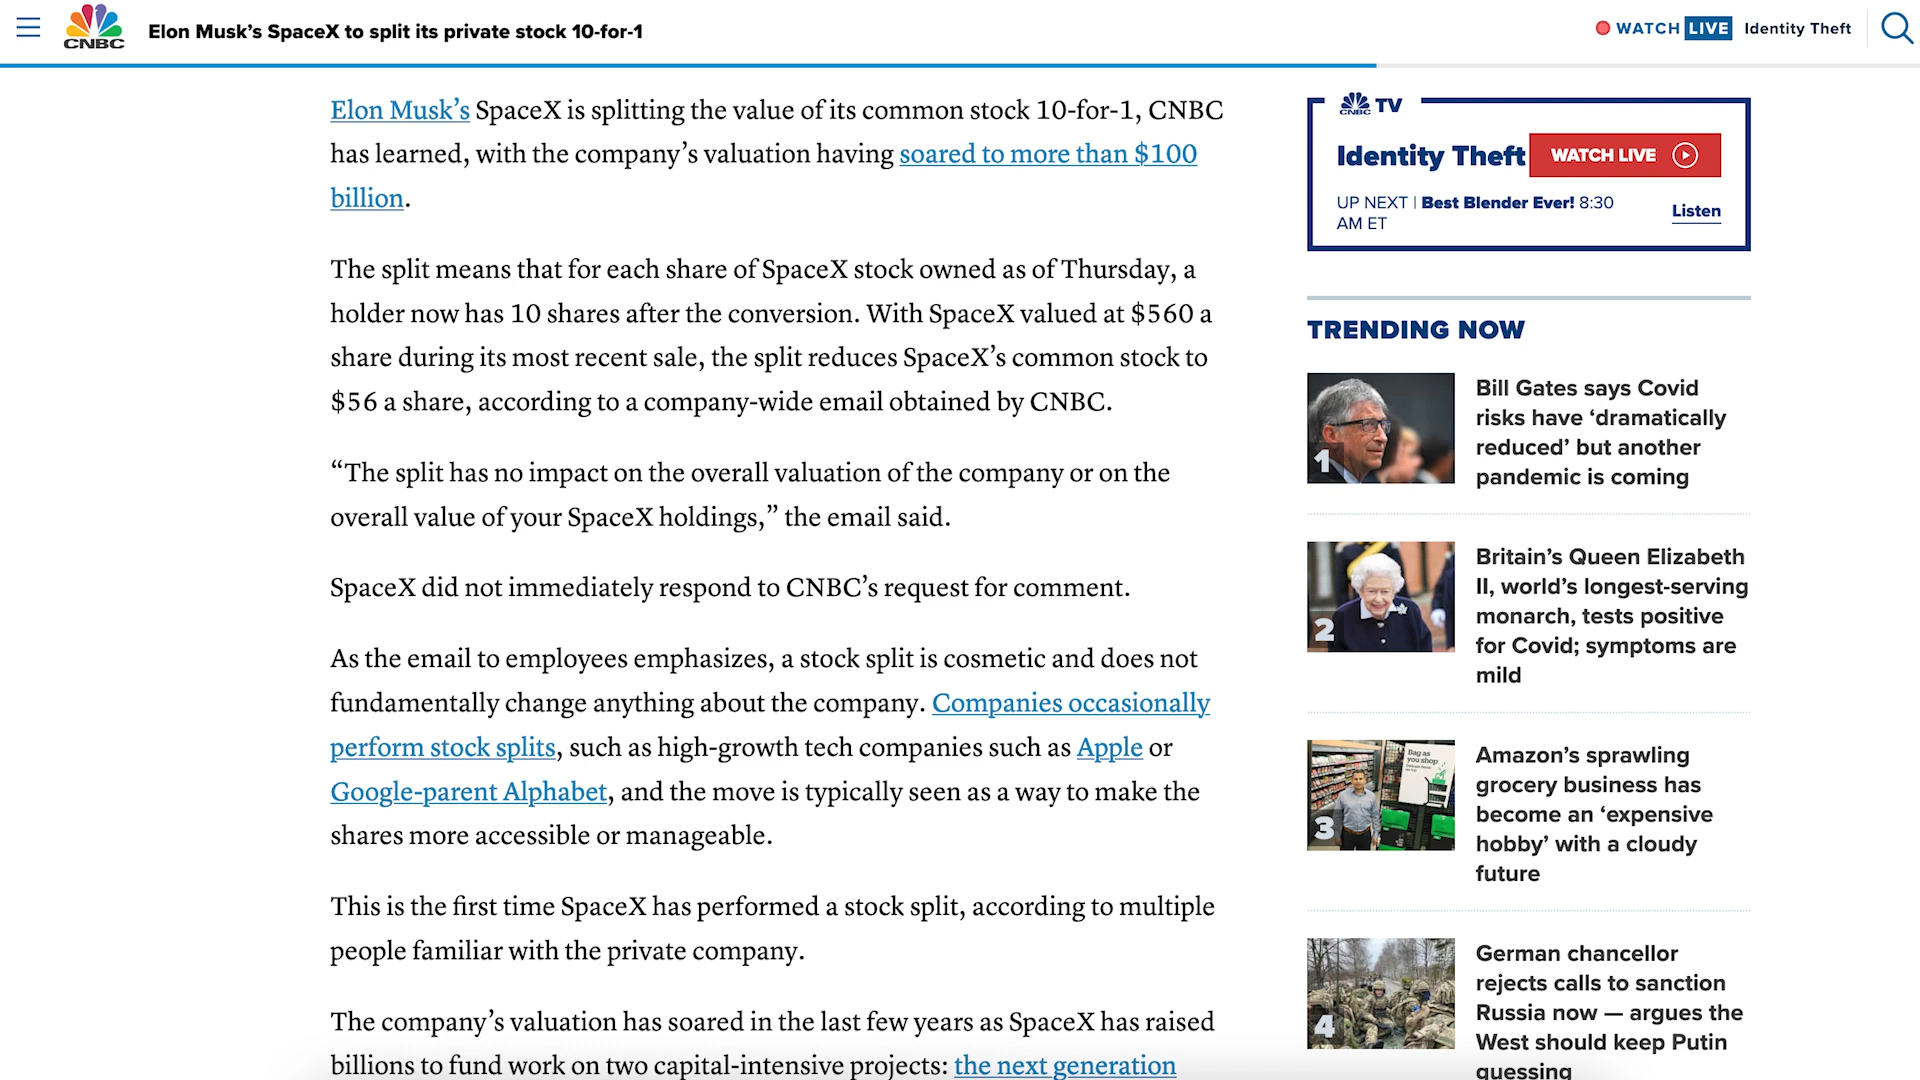 CNBC
Elon Musk’s SpaceX to split its private stock 10-for-1
WATCH LIVE Identity Theft
Elon Musk’s SpaceX is splitting the value of its common stock 10-for-1, CNBC
has learned, with the company’s valuation having soared to more than $100
billion.
The split means that for each share of SpaceX stock owned as of Thursday, a
holder now has 10 shares after the conversion. With SpaceX valued at $560 a
share during its most recent sale, the split reduces SpaceX’s common stock to
$56 a share, according to a company-wide email obtained by CNBC.
“The split has no impact on the overall valuation of the company or on the
overall value of your SpaceX holdings,” the email said.
SpaceX did not immediately respond to CNBC’s request for comment.
As the email to employees emphasizes, a stock split is cosmetic and does not
fundamentally change anything about the company. Companies occasionally
perform stock splits, such as high-growth tech companies such as Apple or
Google-parent Alphabet, and the move is typically seen as a way to make the
shares more accessible or manageable.
This is the first time SpaceX has performed a stock split, according to multiple
people familiar with the private company.
The company’s valuation has soared in the last few years as SpaceX has raised
billions to fund work on two capital-intensive projects: the next generation
CNBC TV
Identity Theft WATCH LIVE
UP NEXT | Best Blender Ever! 8:30
AM ET
Listen
TRENDING NOW
1
Bill Gates says Covid
risks have ‘dramatically
reduced’ but another
pandemic is coming
2
Britain’s Queen Elizabeth
II, world’s longest-serving
monarch, tests positive
for Covid; symptoms are
mild
Bag as
you shop
3
Amazon’s sprawling
grocery business has
become an ‘expensive
hobby’ with a cloudy
future
4
German chancellor
rejects calls to sanction
Russia now — argues the
West should keep Putin
guessing